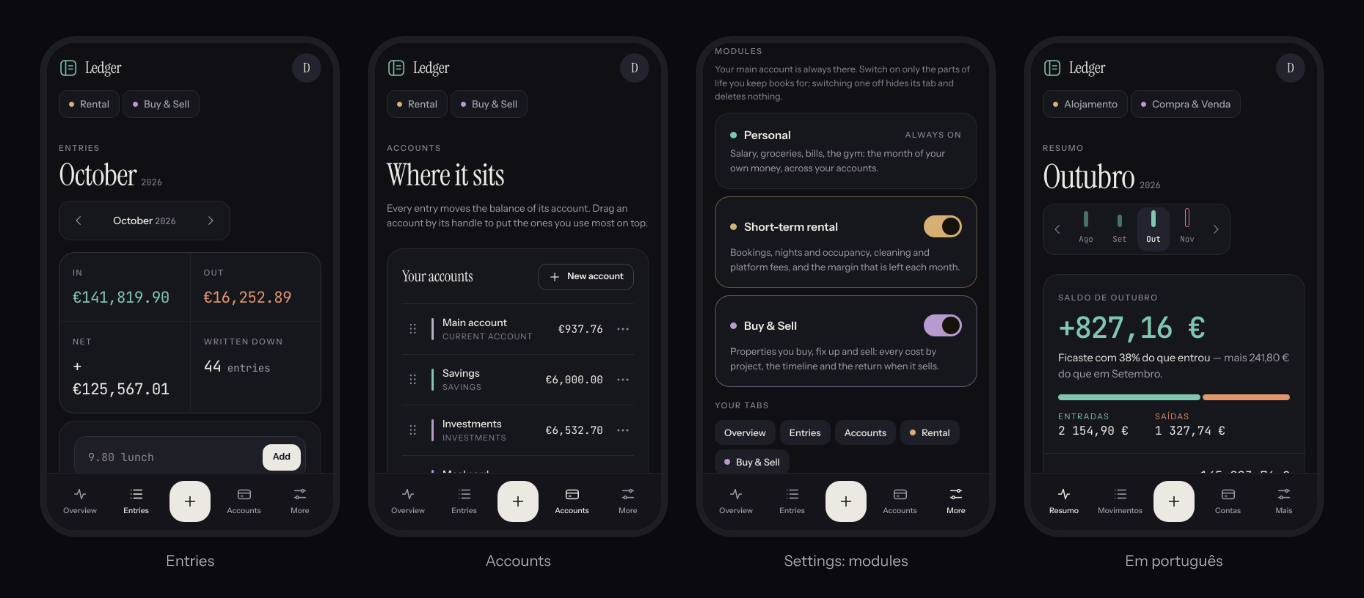 Ledger
D
Rental
Buy & Sell
ENTRIES
October 2026
October 2026
IN
€141,819.90
OUT
€16,252.89
NET
+
€125,567.01
WRITTEN DOWN
44 entries
9.80 lunch
Add
Overview
Entries
+
Accounts
More
Entries
Ledger
D
Rental
Buy & Sell
ACCOUNTS
Where it sits
Every entry moves the balance of its account. Drag an
account by its handle to put the ones you use most on top.
Your accounts
+ New account
Main account
CURRENT ACCOUNT
€937.76
Savings
SAVINGS
€6,000.00
Investments
INVESTMENTS
€6,532.70
Overview
Entries
+
Accounts
More
Accounts
MODULES
Your main account is always there. Switch on only the parts of
life you keep books for; switching one off hides its tab and
deletes nothing.
Personal
ALWAYS ON
Salary, groceries, bills, the gym: the month of your
own money, across your accounts.
Short-term rental
Bookings, nights and occupancy, cleaning and
platform fees, and the margin that is left each month.
Buy & Sell
Properties you buy, fix up and sell: every cost by
project, the timeline and the return when it sells.
YOUR TABS
Overview
Entries
Accounts
Rental
Buy & Sell
Overview
Entries
+
Accounts
More
Settings: modules
Ledger
D
Alojamento
Compra & Venda
RESUMO
Outubro 2026
Ago
Set
Out
Nov
SALDO DE OUTUBRO
+827,16 €
Ficaste com 38% do que entrou — mais 241,80 €
do que em Setembro.
ENTRADAS
2 154,90 €
SAÍDAS
1 327,74 €
Resumo
Movimentos
+
Contas
Mais
Em português